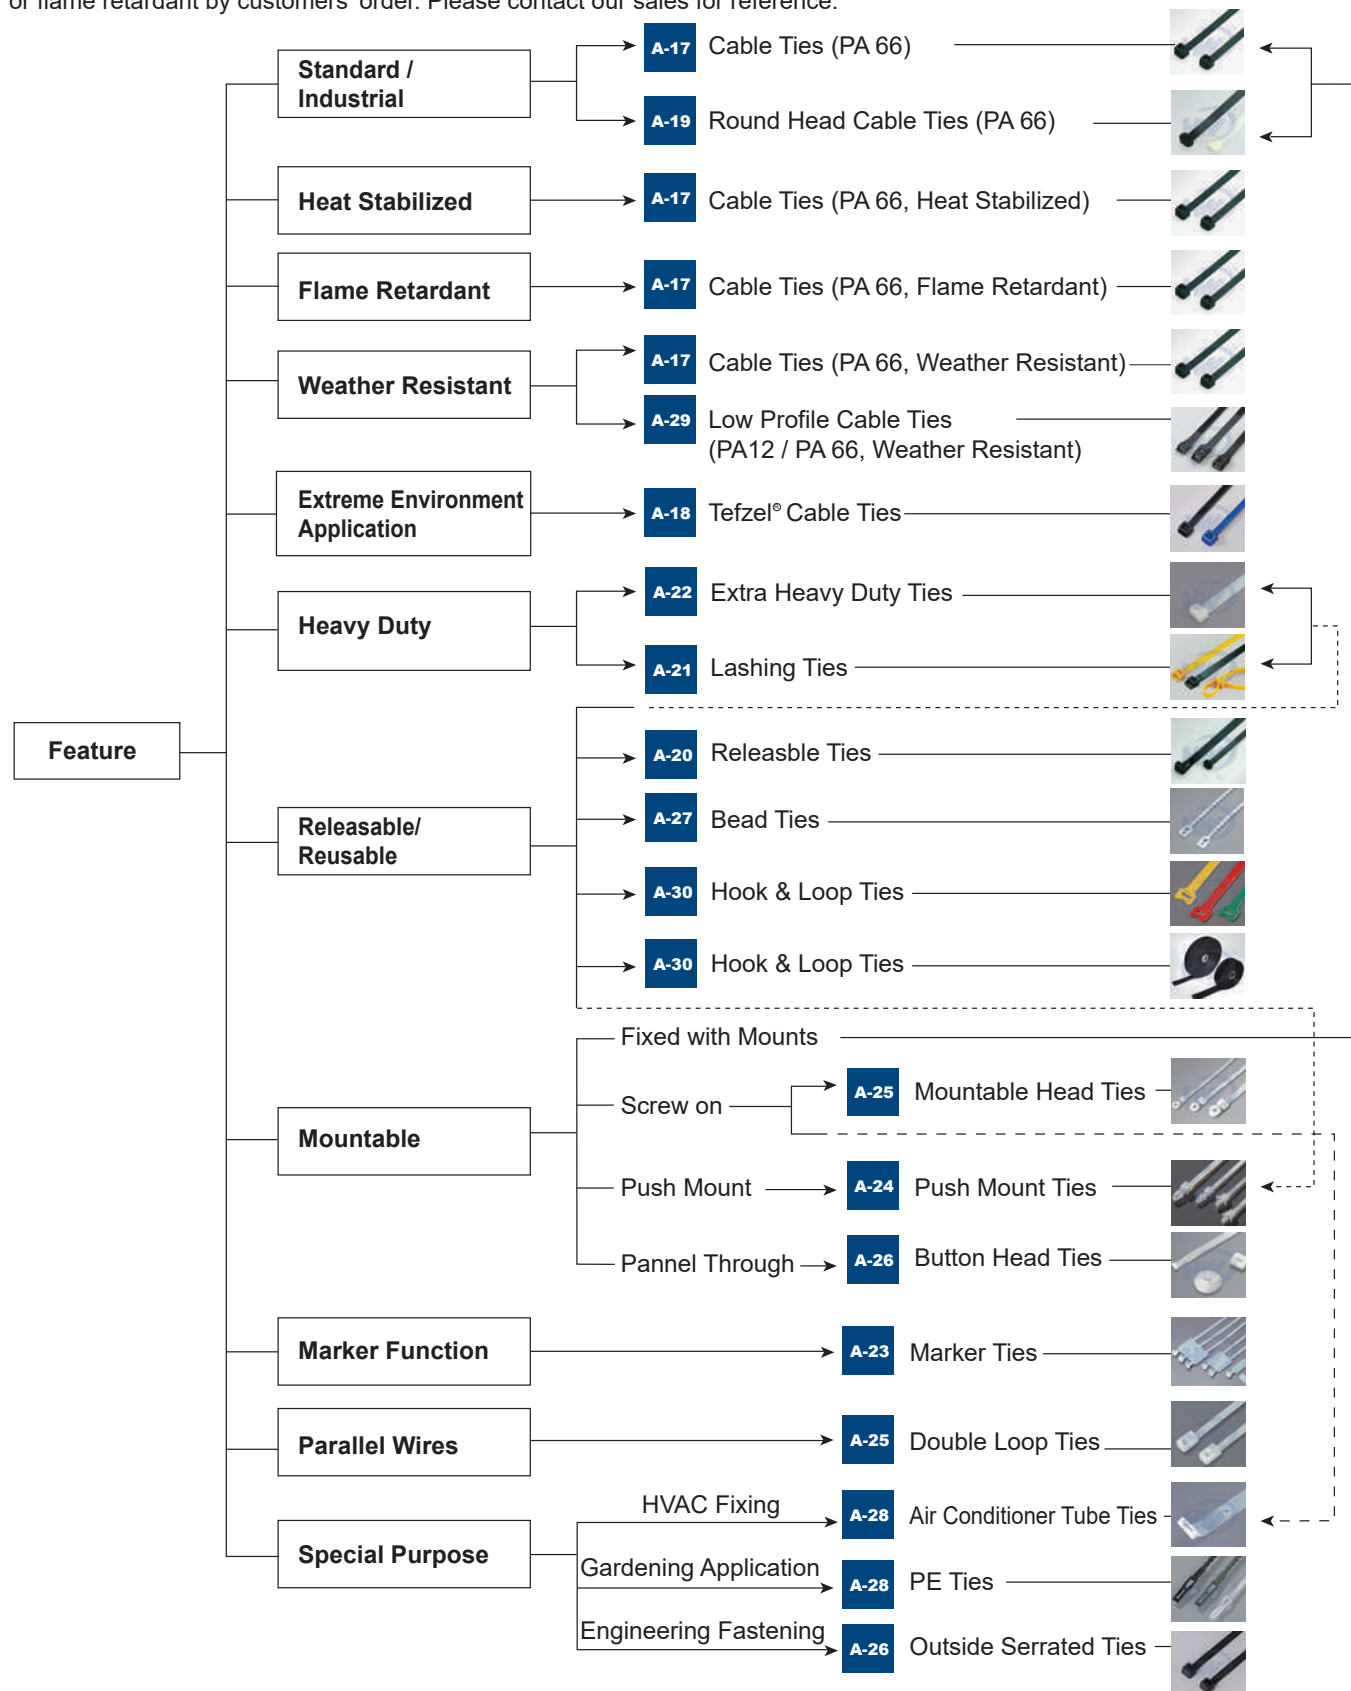 or flame retardant by customers' order. Please contact our sales for reference.
Standard /
Industrial
A-17 Cable Ties (PA 66)
A-19 Round Head Cable Ties (PA 66)
Heat Stabilized
A-17 Cable Ties (PA 66, Heat Stabilized)
Flame Retardant
A-17 Cable Ties (PA 66, Flame Retardant)
Weather Resistant
A-17 Cable Ties (PA 66, Weather Resistant)
A-29 Low Profile Cable Ties
(PA12 / PA 66, Weather Resistant)
Extreme Environment
Application
A-18 Tefzel® Cable Ties
Heavy Duty
A-22 Extra Heavy Duty Ties
A-21 Lashing Ties
Feature
Releasable/
Reusable
A-20 Releasble Ties
A-27 Bead Ties
A-30 Hook & Loop Ties
A-30 Hook & Loop Ties
Mountable
Fixed with Mounts
Screw on
A-25 Mountable Head Ties
Push Mount
A-24 Push Mount Ties
Pannel Through
A-26 Button Head Ties
Marker Function
A-23 Marker Ties
Parallel Wires
A-25 Double Loop Ties
Special Purpose
HVAC Fixing
A-28 Air Conditioner Tube Ties
Gardening Application
A-28 PE Ties
Engineering Fastening
A-26 Outside Serrated Ties